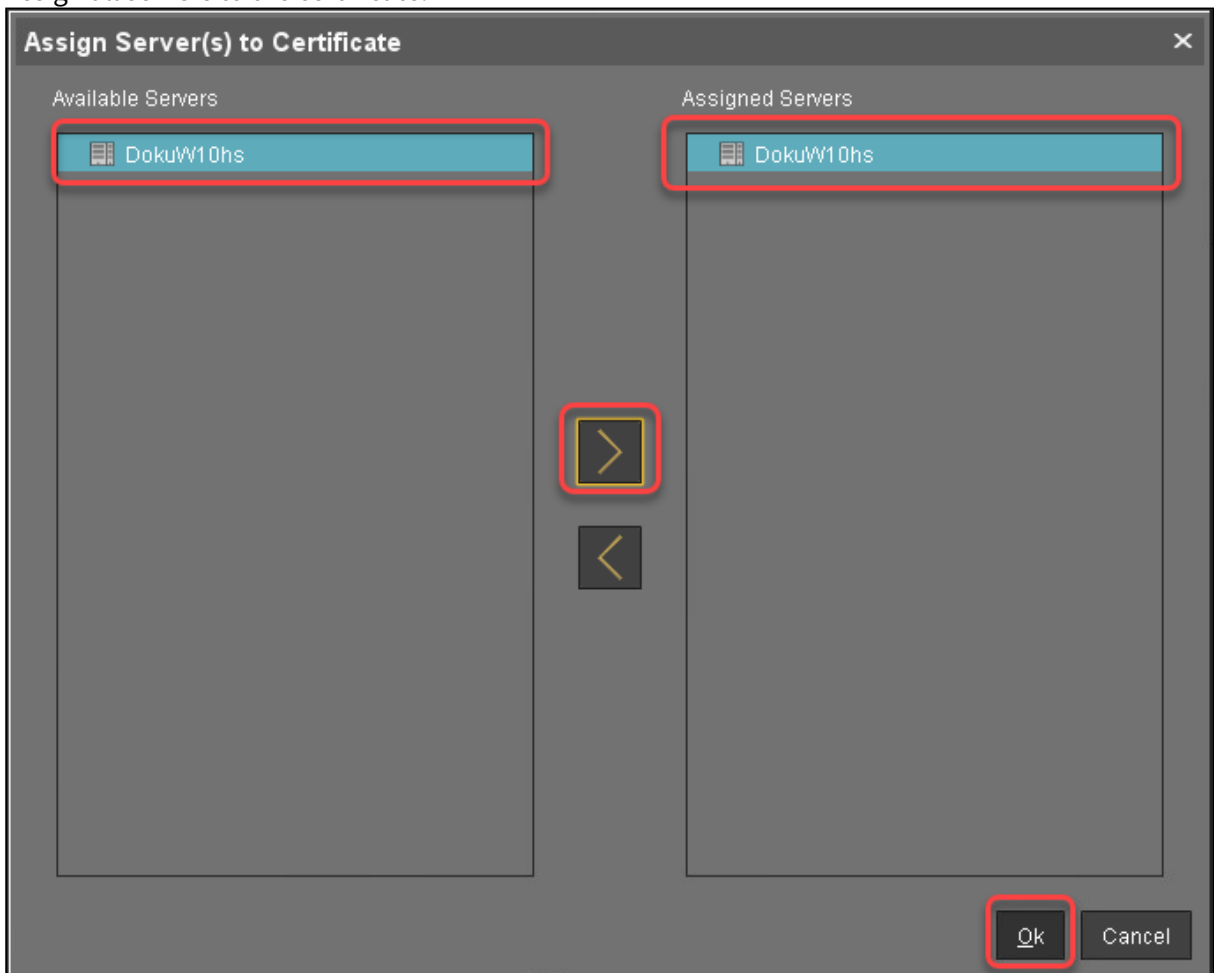 Assign Server(s) to Certificate
Available Servers
Assigned Servers
DokuW10hs
DokuW10hs
Ok
Cancel